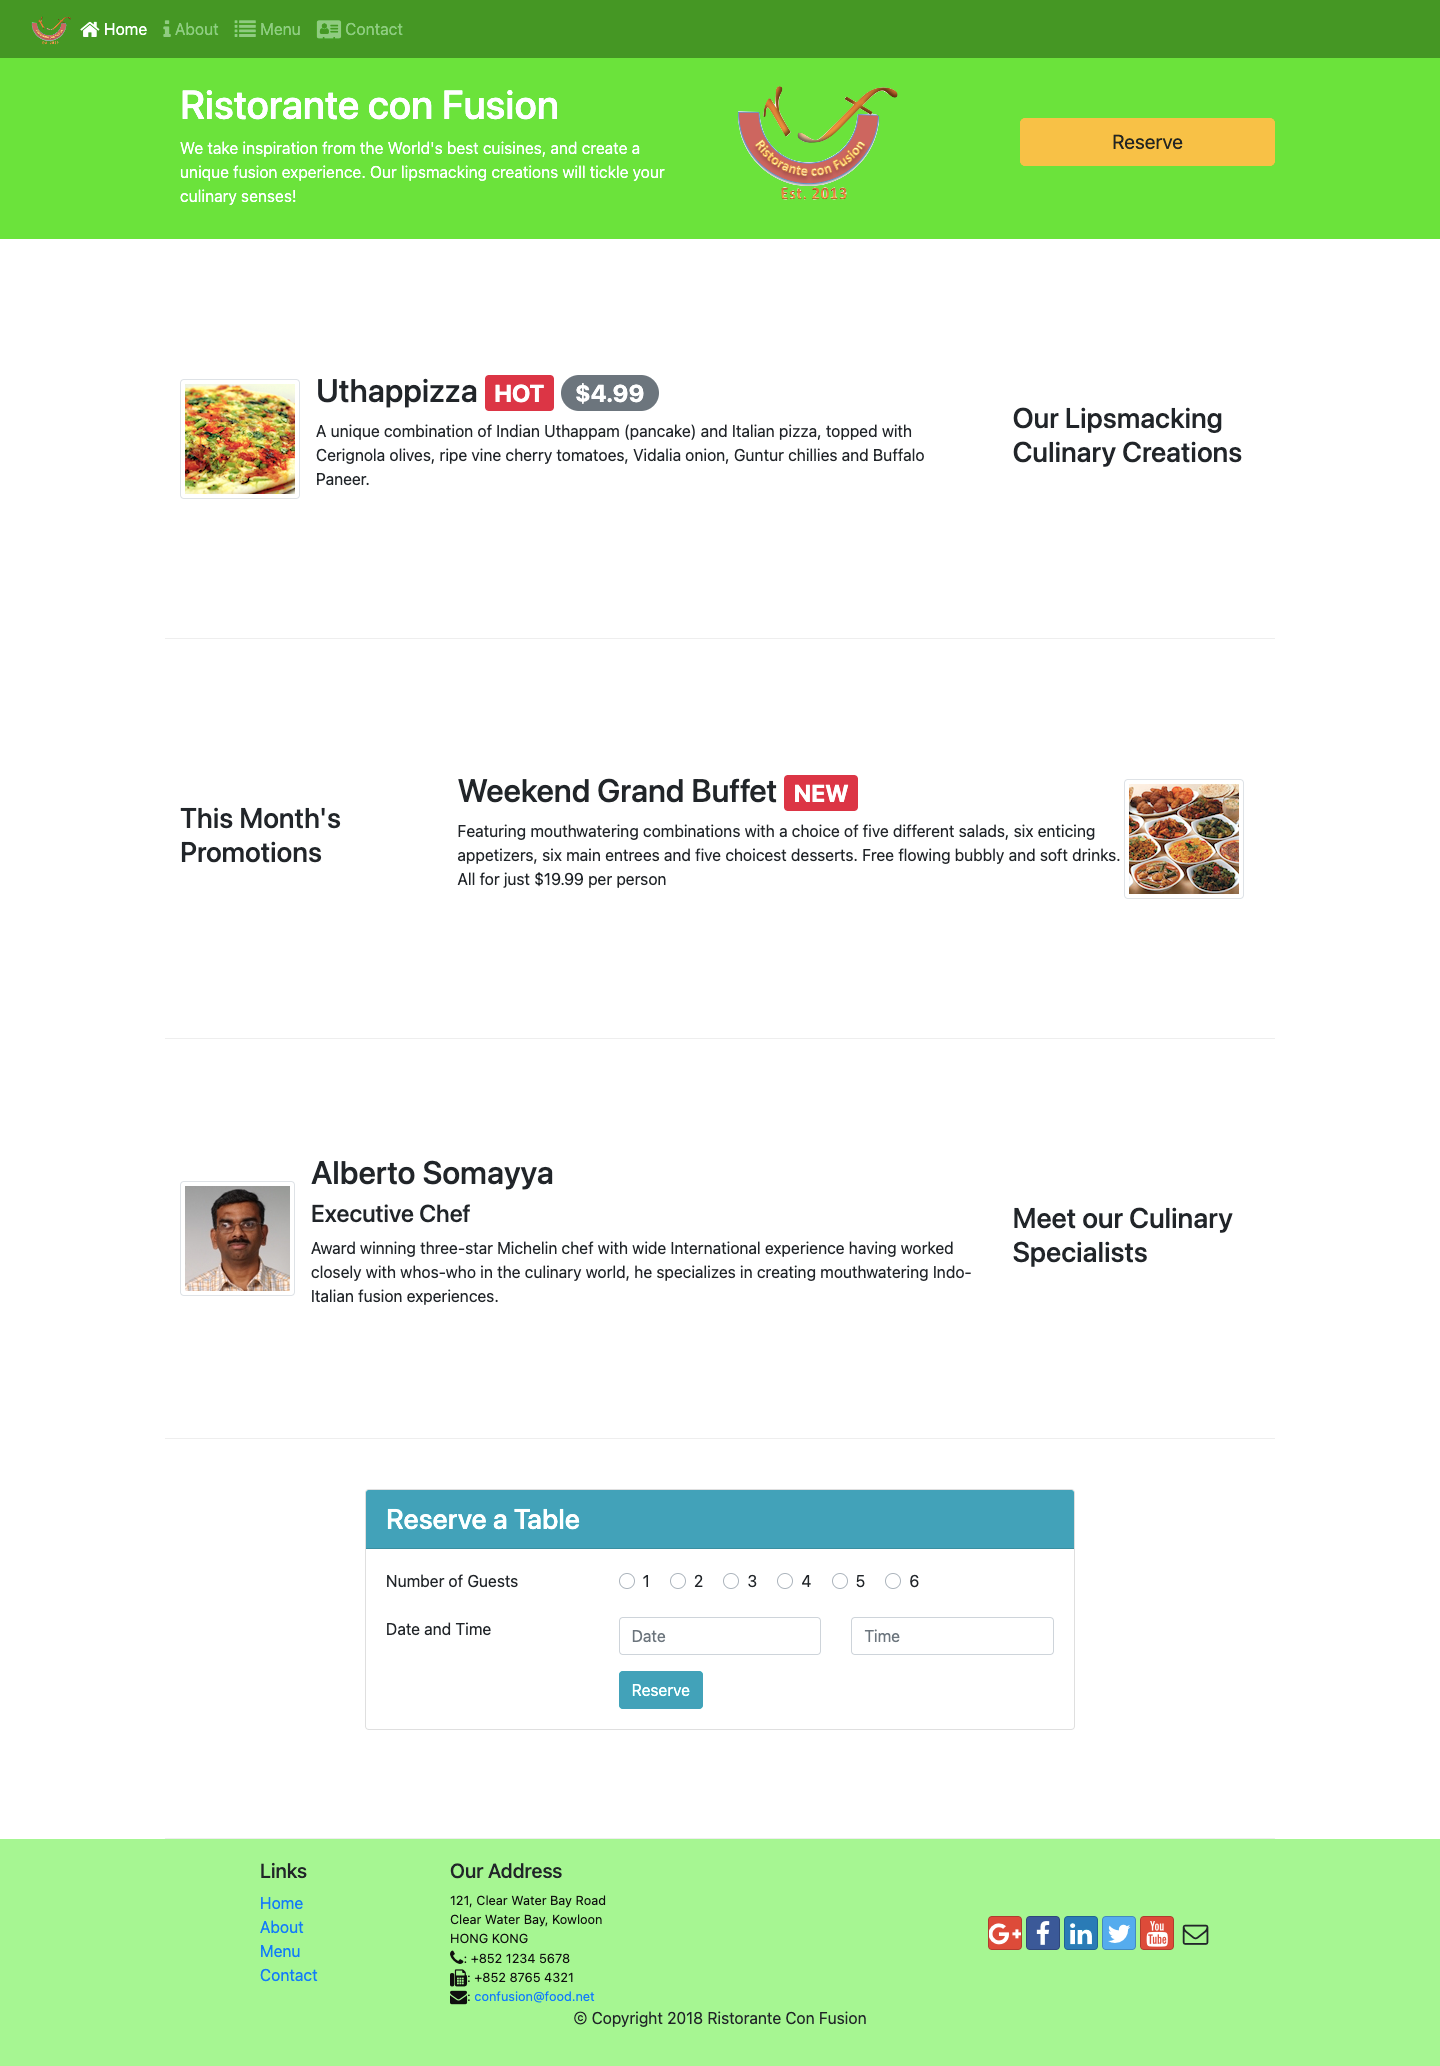 Home About Menu Contact
Ristorante con Fusion
We take inspiration from the World's best cuisines, and create a
unique fusion experience. Our lipsmacking creations will tickle your
culinary senses!
Ristorante con Fusion
Est. 2013
Reserve
Uthappizza HOT $4.99
A unique combination of Indian Uthappam (pancake) and Italian pizza, topped with
Cerignola olives, ripe vine cherry tomatoes, Vidalia onion, Guntur chillies and Buffalo
Paneer.
Our Lipsmacking
Culinary Creations
This Month's
Promotions
Weekend Grand Buffet NEW
Featuring mouthwatering combinations with a choice of five different salads, six enticing
appetizers, six main entrees and five choicest desserts. Free flowing bubbly and soft drinks.
All for just $19.99 per person
Alberto Somayya
Executive Chef
Award winning three-star Michelin chef with wide International experience having worked
closely with whos-who in the culinary world, he specializes in creating mouthwatering Indo-
Italian fusion experiences.
Meet our Culinary
Specialists
Reserve a Table
Number of Guests 1 2 3 4 5 6
Date and Time Date Time
Reserve
Links
Home
About
Menu
Contact
Our Address
121, Clear Water Bay Road
Clear Water Bay, Kowloon
HONG KONG
: +852 1234 5678
: +852 8765 4321
: confusion@food.net
G+ f in You Tube
© Copyright 2018 Ristorante Con Fusion